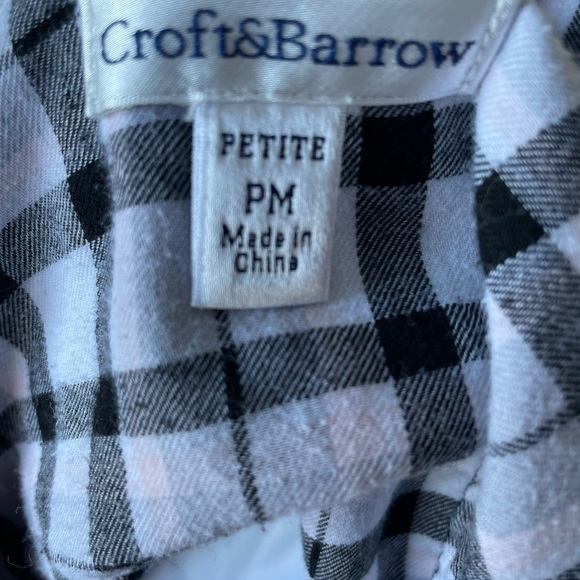 Croft&Barrow
PETITE
PM
Made in
China